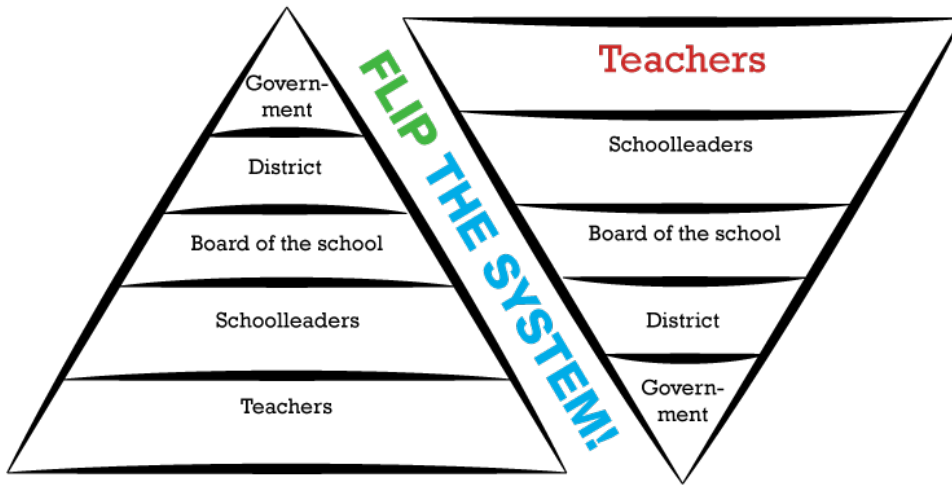 Govern-
ment
District
Board of the school
Schoolleaders
Teachers
FLIP THE SYSTEM!
Teachers
Schoolleaders
Board of the school
District
Govern-
ment